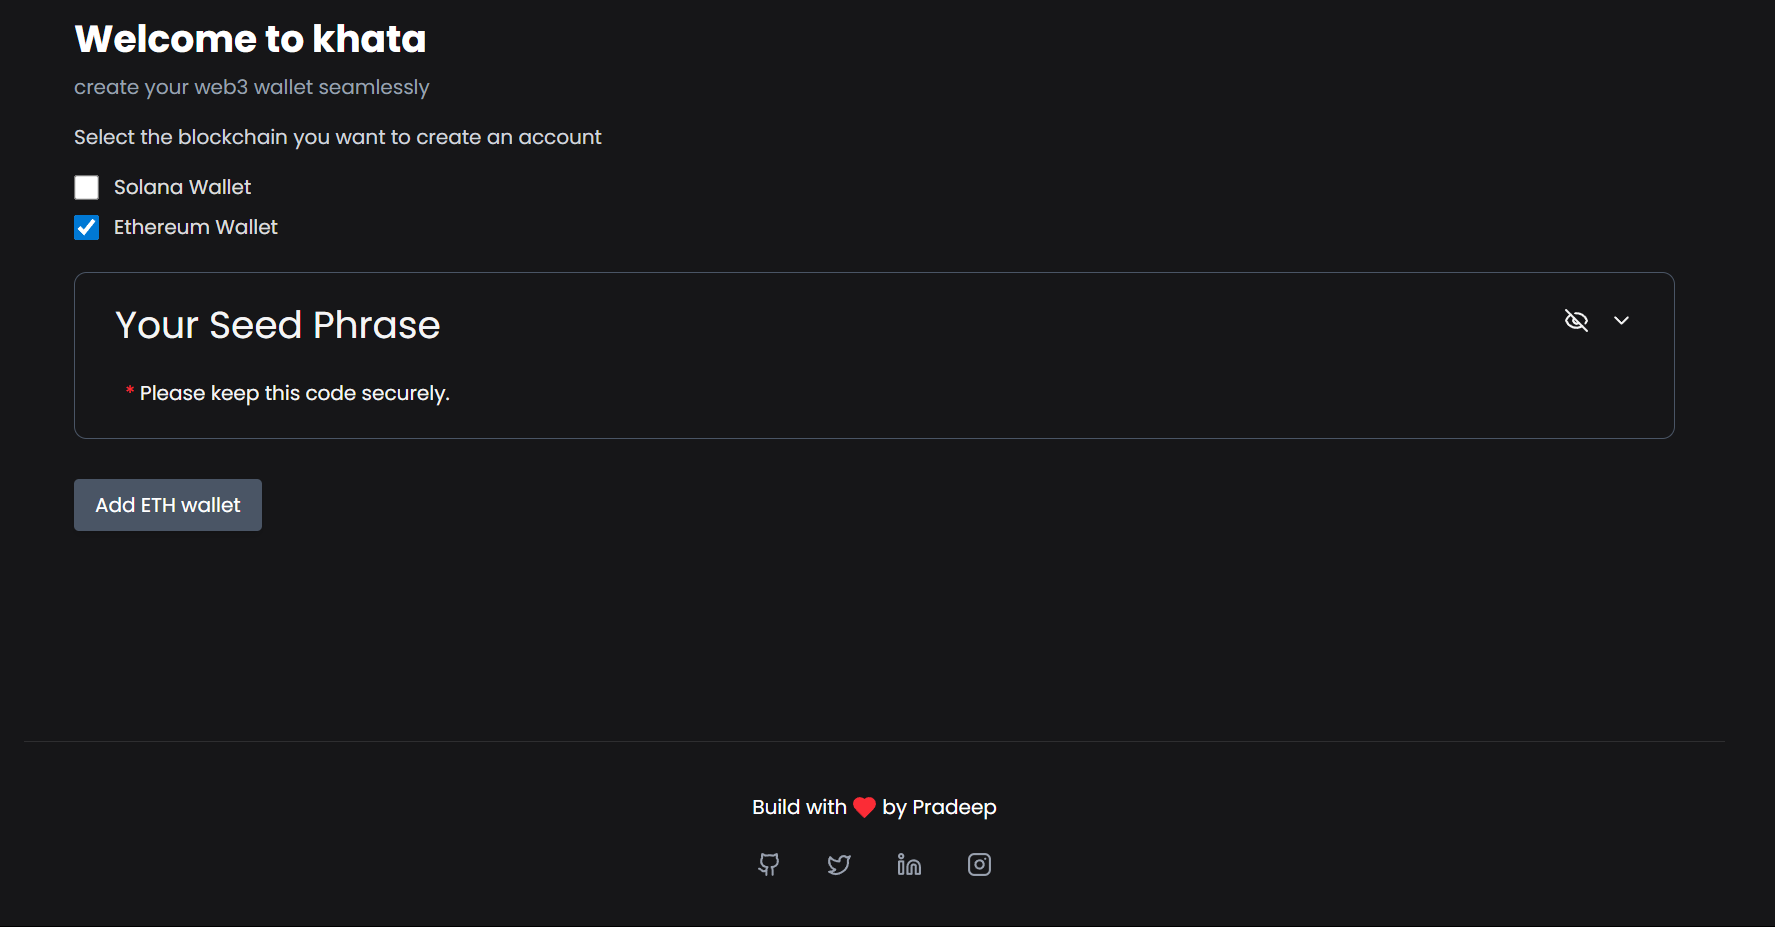 Welcome to khata
create your web3 wallet seamlessly
Select the blockchain you want to create an account
Solana Wallet
Ethereum Wallet
Your Seed Phrase
* Please keep this code securely.
Add ETH wallet
Build with ❤ by Pradeep